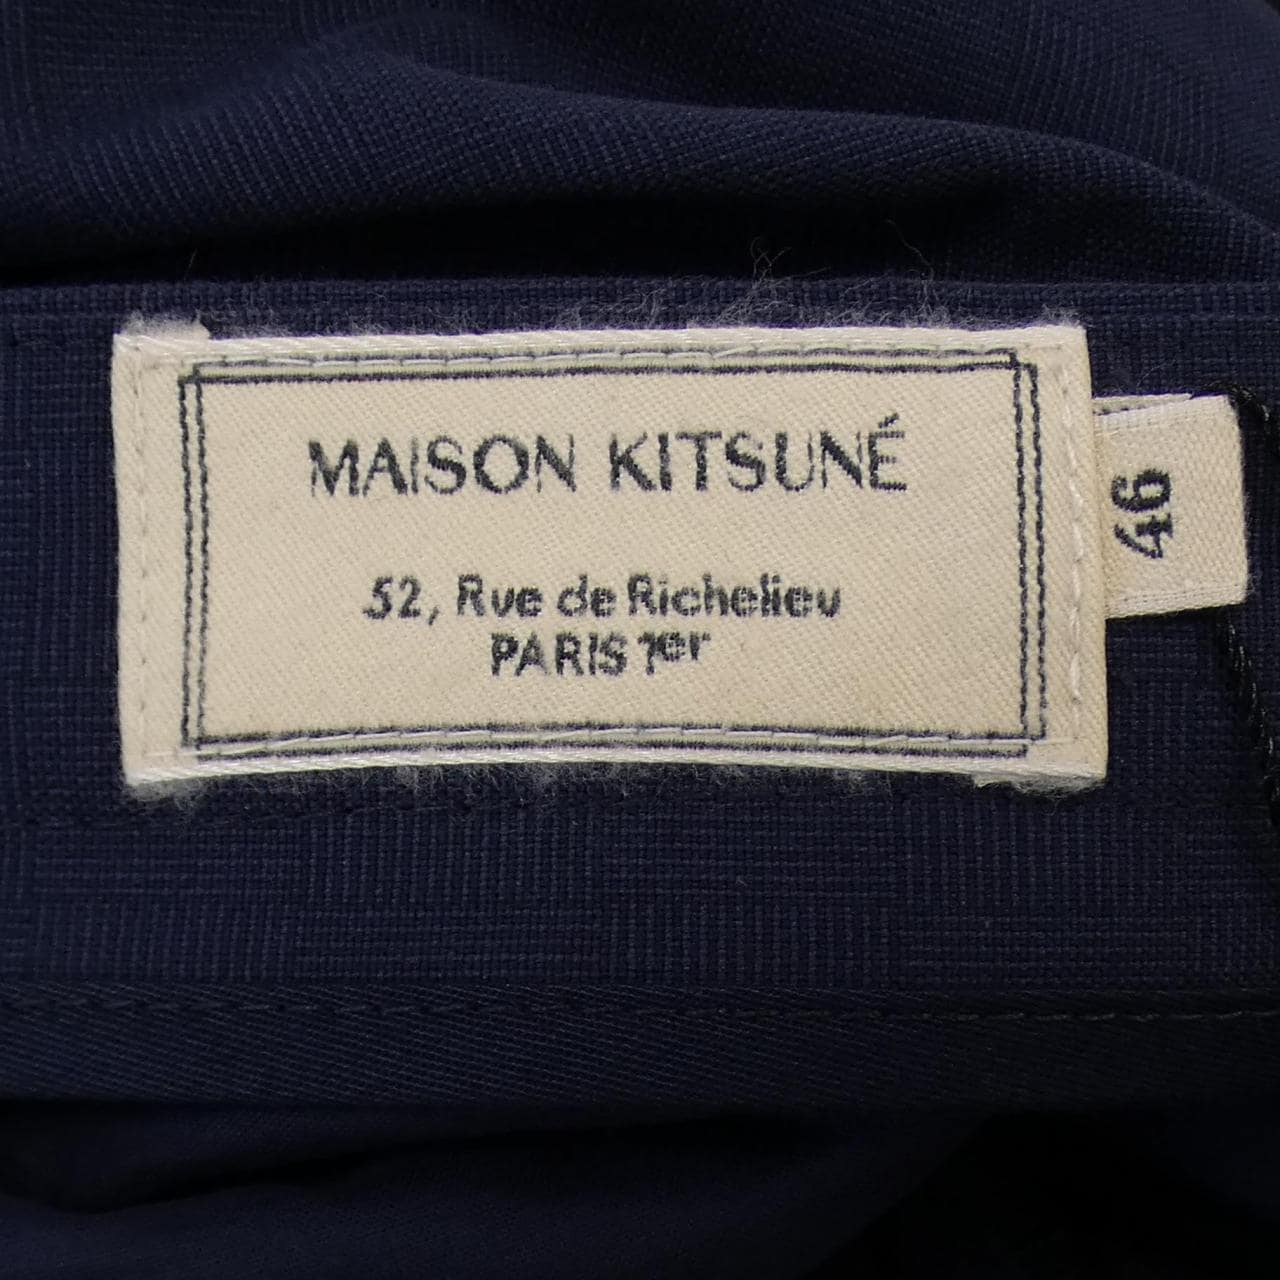 MAISON KITSUNÉ
52, Rue de Richelieu
PARIS 1er
46